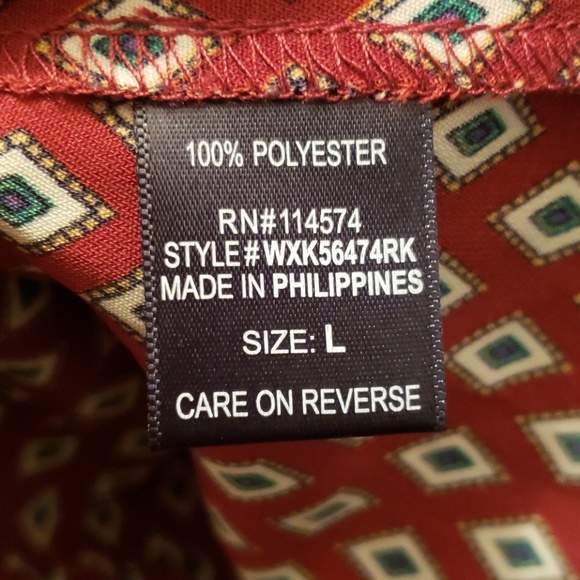 100% POLYESTER
RN#114574
STYLE# WXK56474RK
MADE IN PHILIPPINES
SIZE: L
CARE ON REVERSE